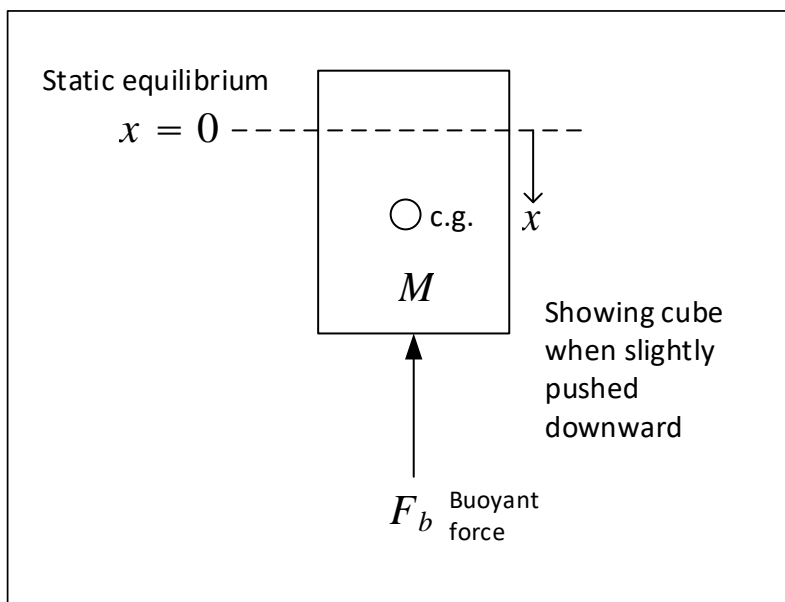 Static equilibrium
x = 0
c.g.
x
M
Showing cube
when slightly
pushed
downward
F_b Buoyant
force